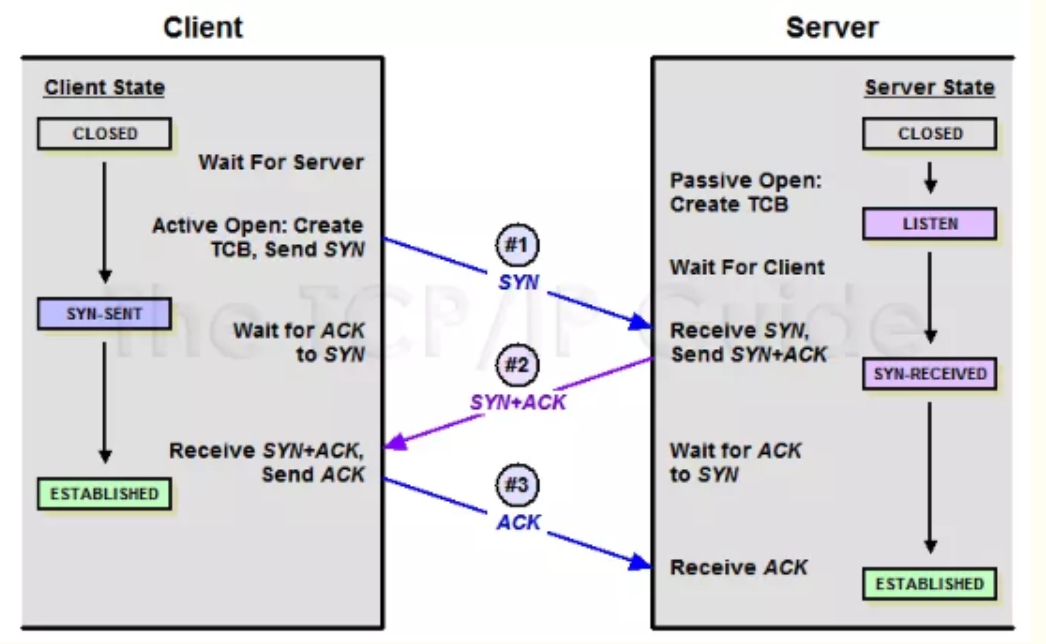 Client
Server
Client State
CLOSED
Wait For Server
Active Open: Create
TCB, Send SYN
SYN-SENT
Wait for ACK
to SYN
Receive SYN+ACK,
Send ACK
ESTABLISHED
#1
SYN
#2
SYN+ACK
#3
ACK
Server State
CLOSED
Passive Open:
Create TCB
LISTEN
Wait For Client
Receive SYN,
Send SYN+ACK
SYN-RECEIVED
Wait for ACK
to SYN
Receive ACK
ESTABLISHED
The TCP/IP Guide